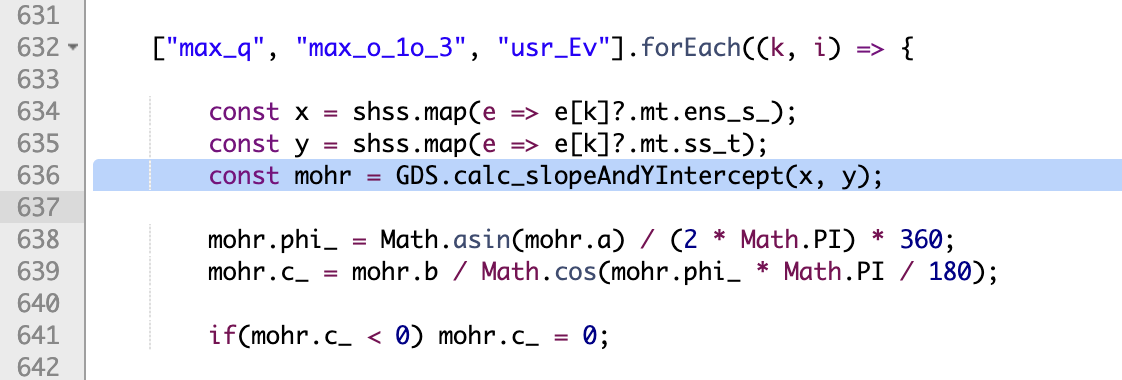 631
632 ["max_q", "max_o_1o_3", "usr_Ev"].forEach((k, i) => {
633
634 const x = shss.map(e => e[k]?.mt.ens_s_);
635 const y = shss.map(e => e[k]?.mt.ss_t);
636 const mohr = GDS.calc_slopeAndYIntercept(x, y);
637
638 mohr.phi_ = Math.asin(mohr.a) / (2 * Math.PI) * 360;
639 mohr.c_ = mohr.b / Math.cos(mohr.phi_ * Math.PI / 180);
640
641 if(mohr.c_ < 0) mohr.c_ = 0;
642